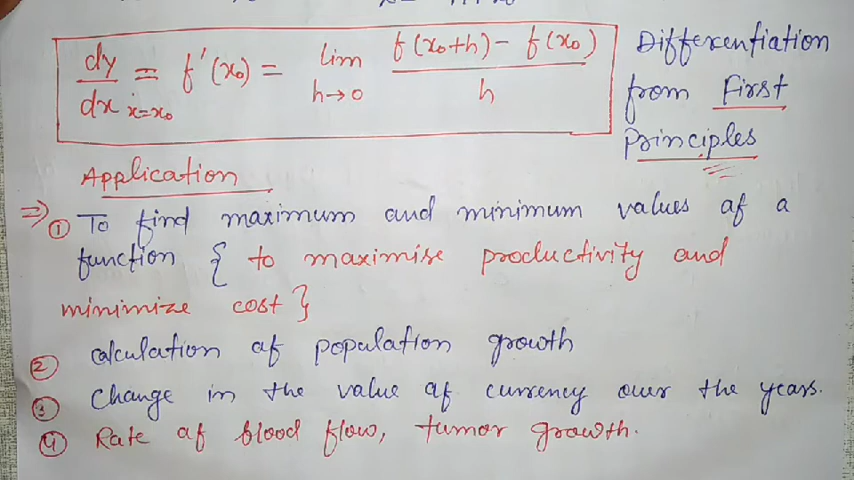 dy/dx x=x₀ = f'(x₀) = lim h→0 f(x₀+h) - f(x₀) / h
Differentiation
from First
Principles
Application
⇒ ① To find maximum and minimum values of a
function { to maximise productivity and
minimize cost }
② calculation of population growth
③ Change in the value of currency over the years.
④ Rate of blood flow, tumor growth.